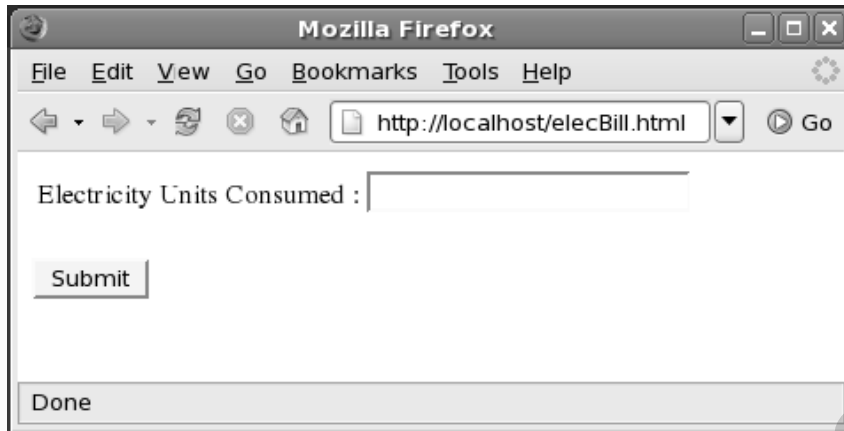 Mozilla Firefox
File Edit View Go Bookmarks Tools Help
http://localhost/elecBill.html Go
Electricity Units Consumed :
Submit
Done